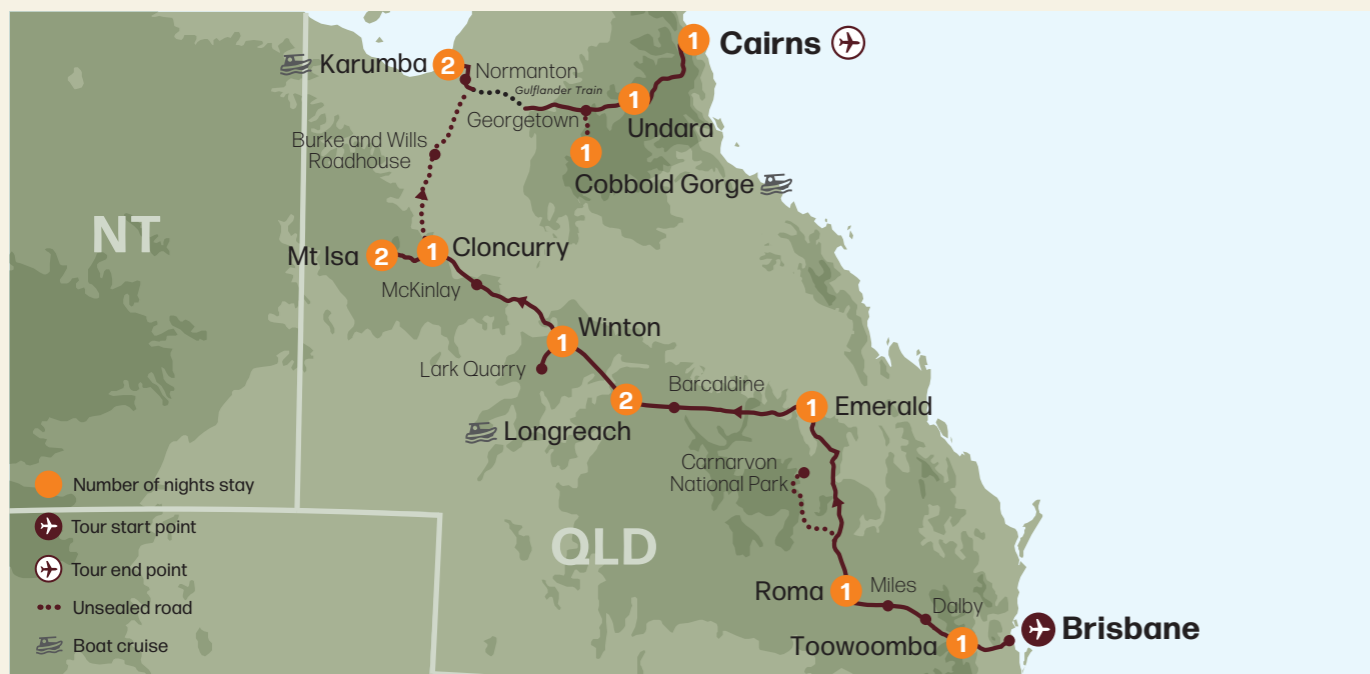 1
Cairns
Karumba
2
Normanton
Gulflander Train
Georgetown
1
Undara
1
Cobbold Gorge
Burke and Wills
Roadhouse
NT
Mt Isa
2
1
Cloncurry
McKinlay
Winton
1
Lark Quarry
2
Barcaldine
Longreach
1
Emerald
Carnarvon
National Park
QLD
Roma
1
Miles
Dalby
Toowoomba
1
Brisbane
Number of nights stay
Tour start point
Tour end point
Unsealed road
Boat cruise